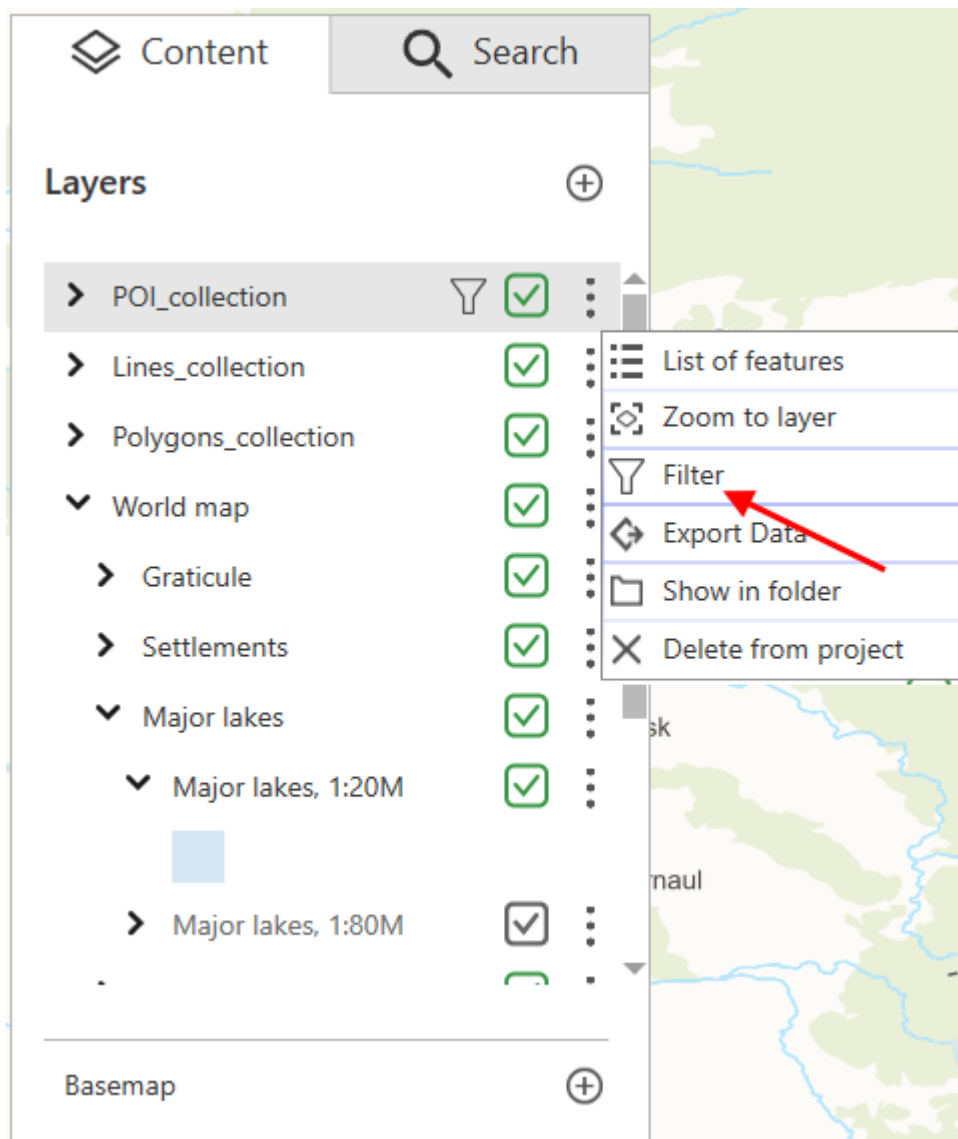 Content
Search
Layers
POI_collection
Lines_collection
Polygons_collection
World map
Graticule
Settlements
Major lakes
Major lakes, 1:20M
Major lakes, 1:80M
Basemap
List of features
Zoom to layer
Filter
Export Data
Show in folder
Delete from project